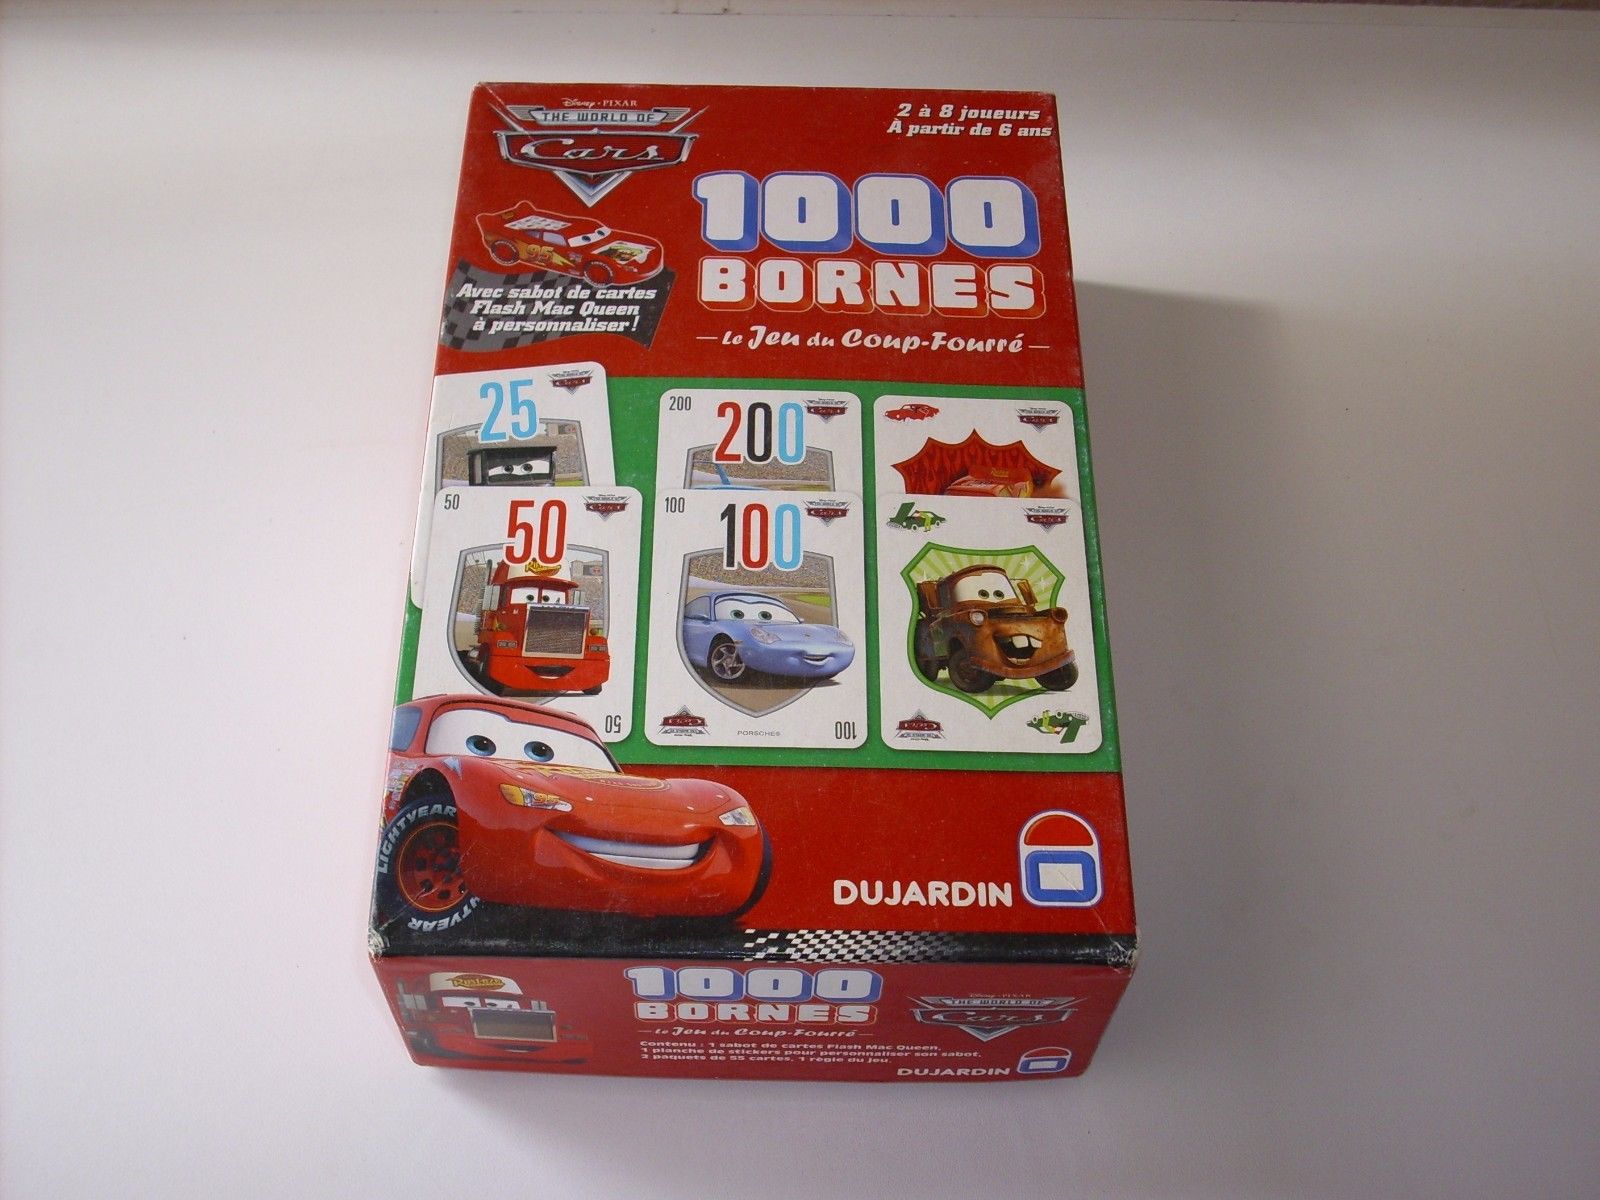 Disney • PIXAR
THE WORLD OF
Cars
2 à 8 joueurs
À partir de 6 ans
1000
BORNES
— Le Jeu du Coup-Fourré —
95
Avec sabot de cartes
Flash Mac Queen
à personnaliser !
25
200
200
50
50
100
100
50
PORSCHE®
100
95
LIGHTYEAR
DUJARDIN
1000
BORNES
— Le Jeu du Coup-Fourré —
Disney • PIXAR
THE WORLD OF
Cars
Contenu : 1 sabot de cartes Flash Mac Queen,
1 planche de stickers pour personnaliser son sabot,
2 paquets de 55 cartes, 1 règle du jeu.
DUJARDIN